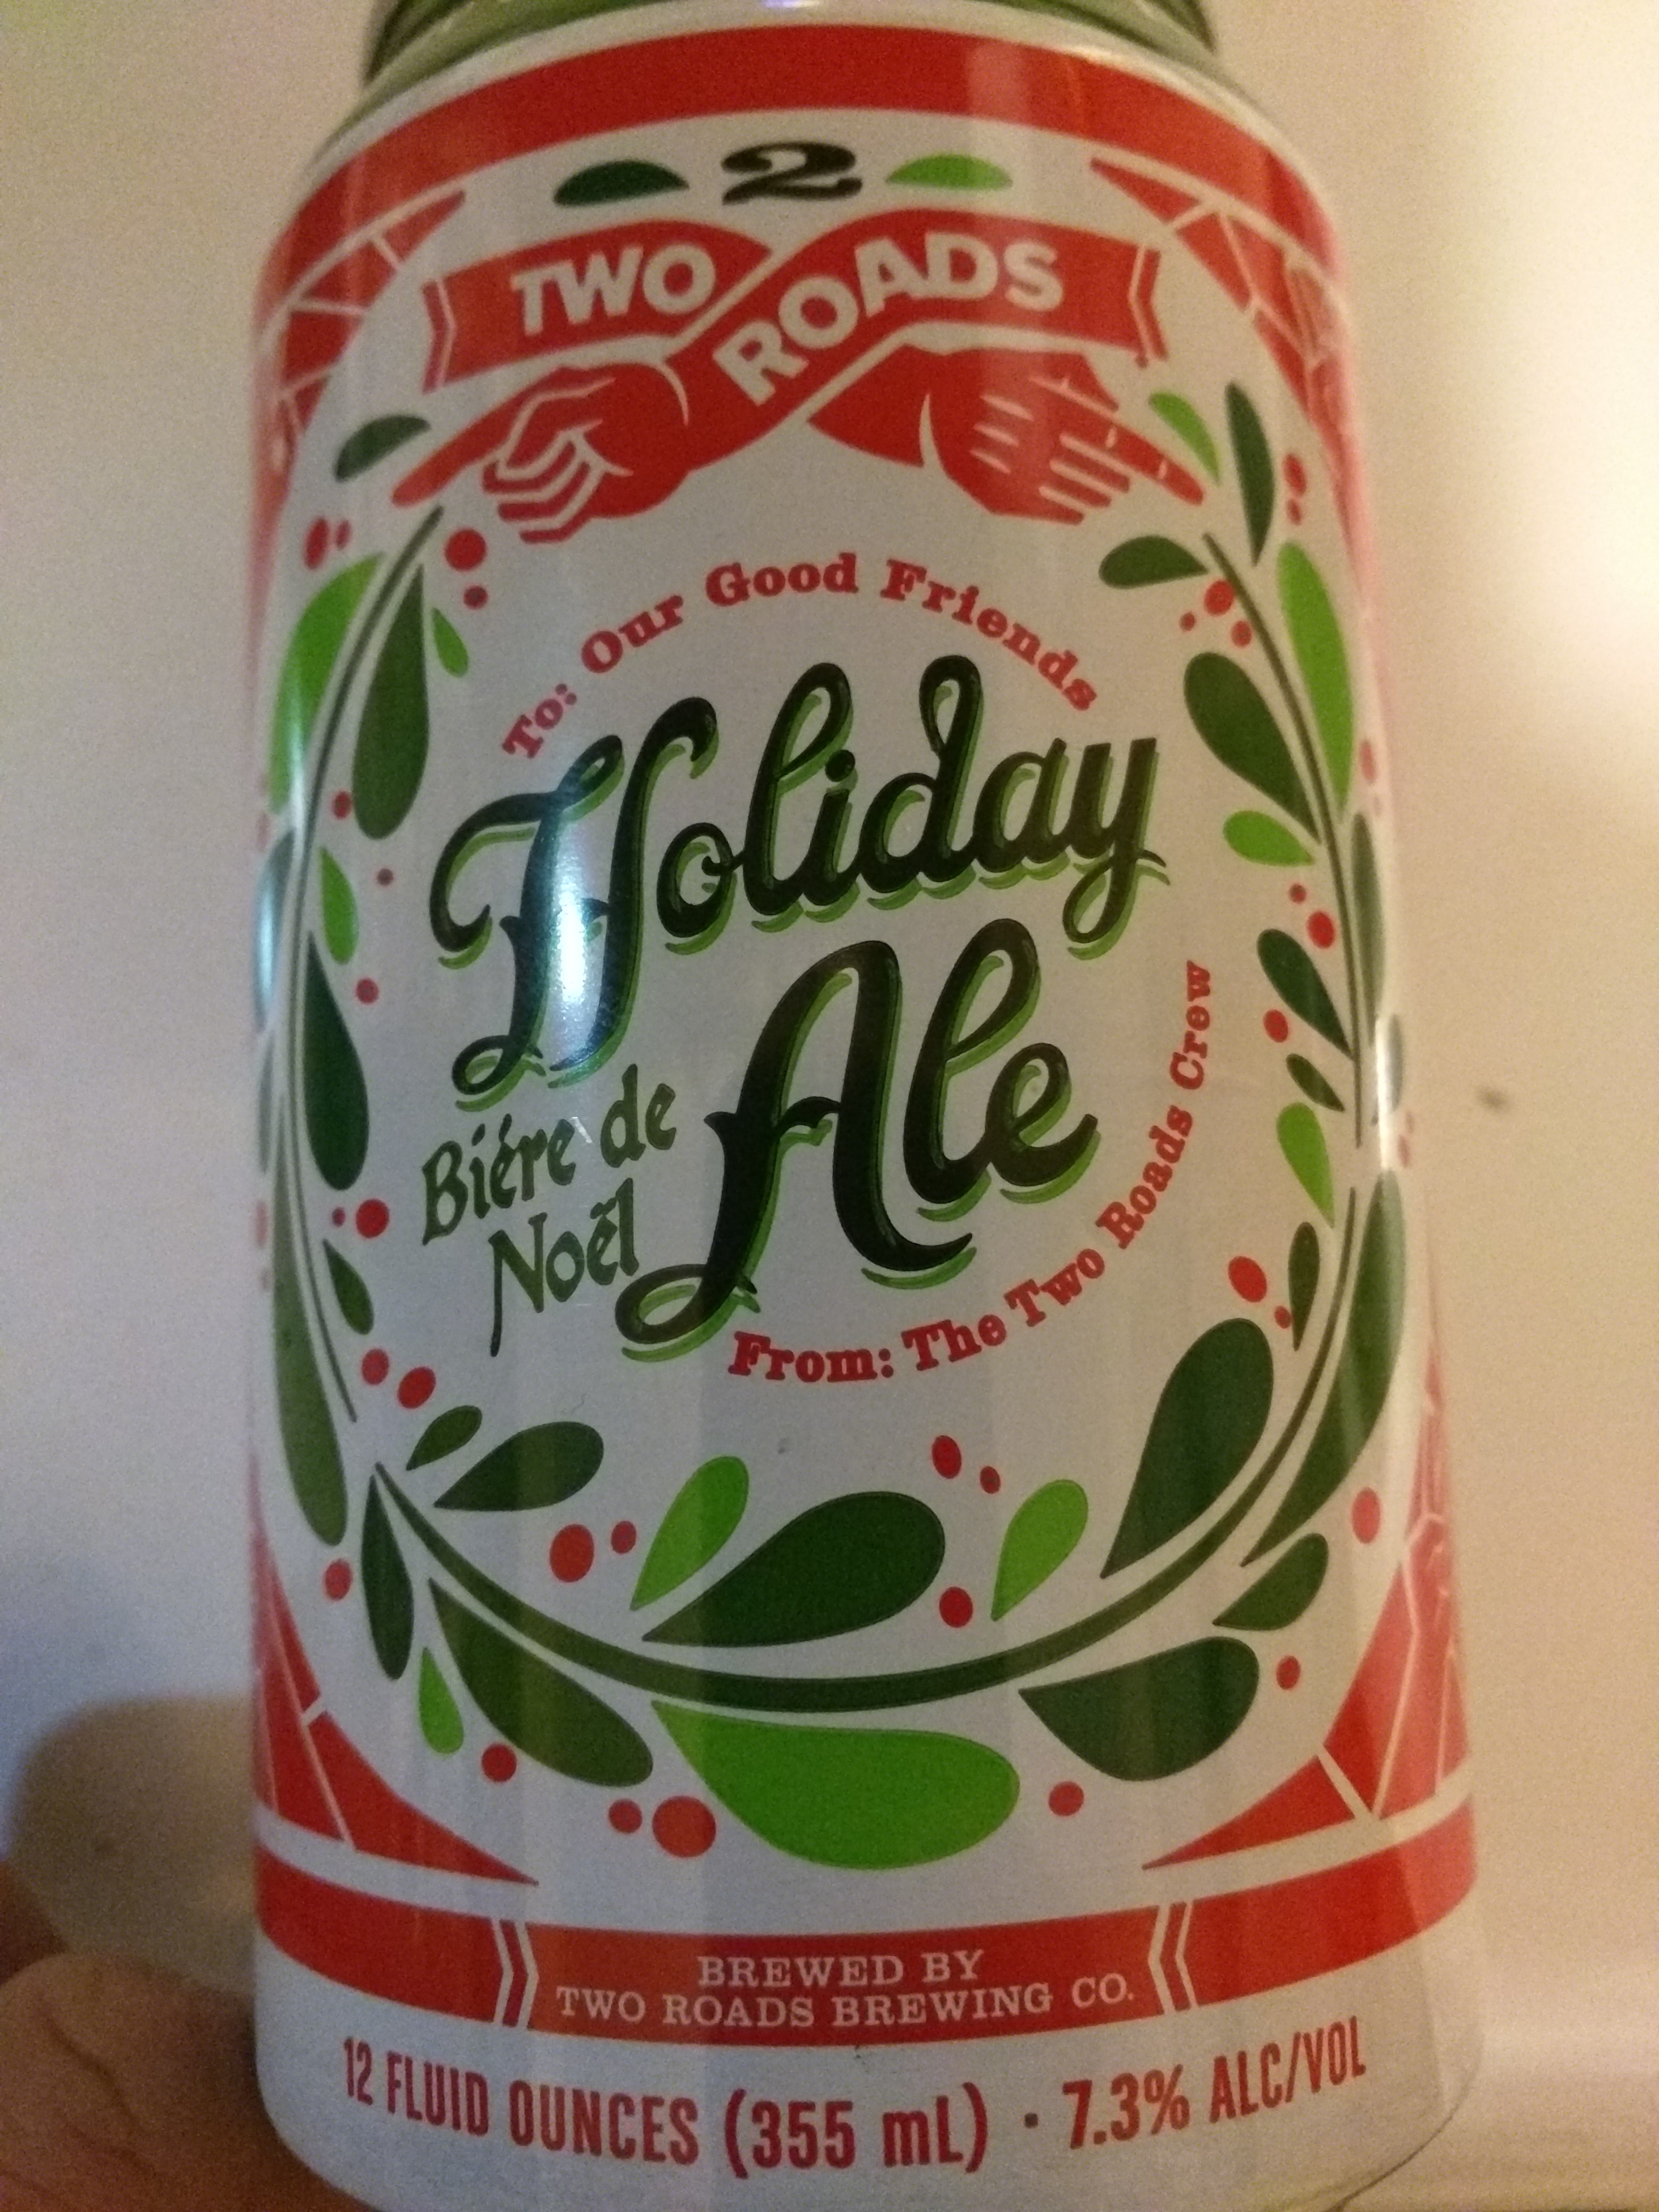 2
TWO ROADS
To: Our Good Friends
Holiday
Ale
Biére de
Noël
From: The Two Roads Crew
BREWED BY
TWO ROADS BREWING CO.
12 FLUID OUNCES (355 mL) · 7.3% ALC/VOL